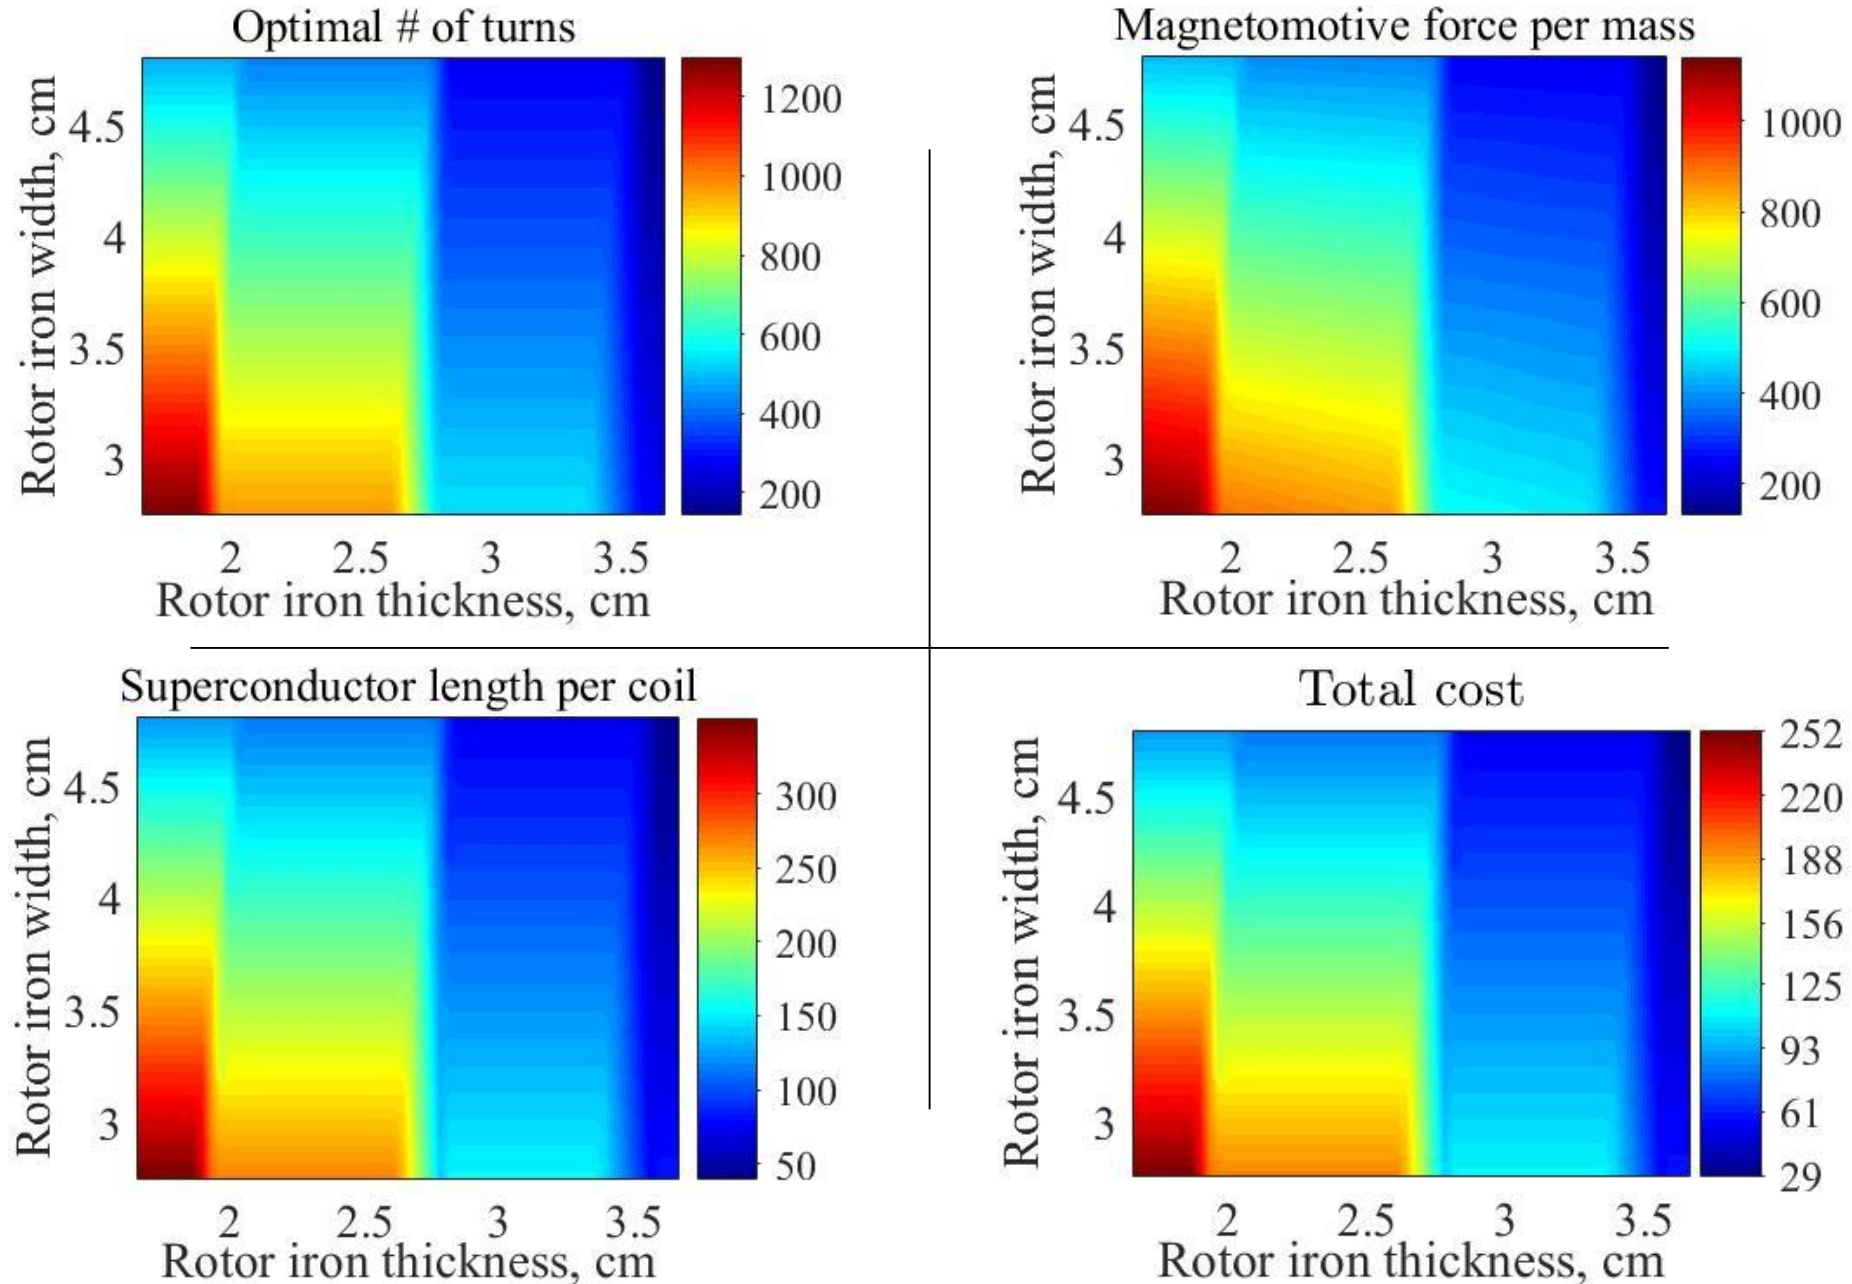 Optimal # of turns
Rotor iron width, cm
4.5
4
3.5
3
2 2.5 3 3.5
Rotor iron thickness, cm
1200
1000
800
600
400
200
Magnetomotive force per mass
Rotor iron width, cm
4.5
4
3.5
3
2 2.5 3 3.5
Rotor iron thickness, cm
1000
800
600
400
200
Superconductor length per coil
Rotor iron width, cm
4.5
4
3.5
3
2 2.5 3 3.5
Rotor iron thickness, cm
300
250
200
150
100
50
Total cost
Rotor iron width, cm
4.5
4
3.5
3
2 2.5 3 3.5
Rotor iron thickness, cm
252
220
188
156
125
93
61
29